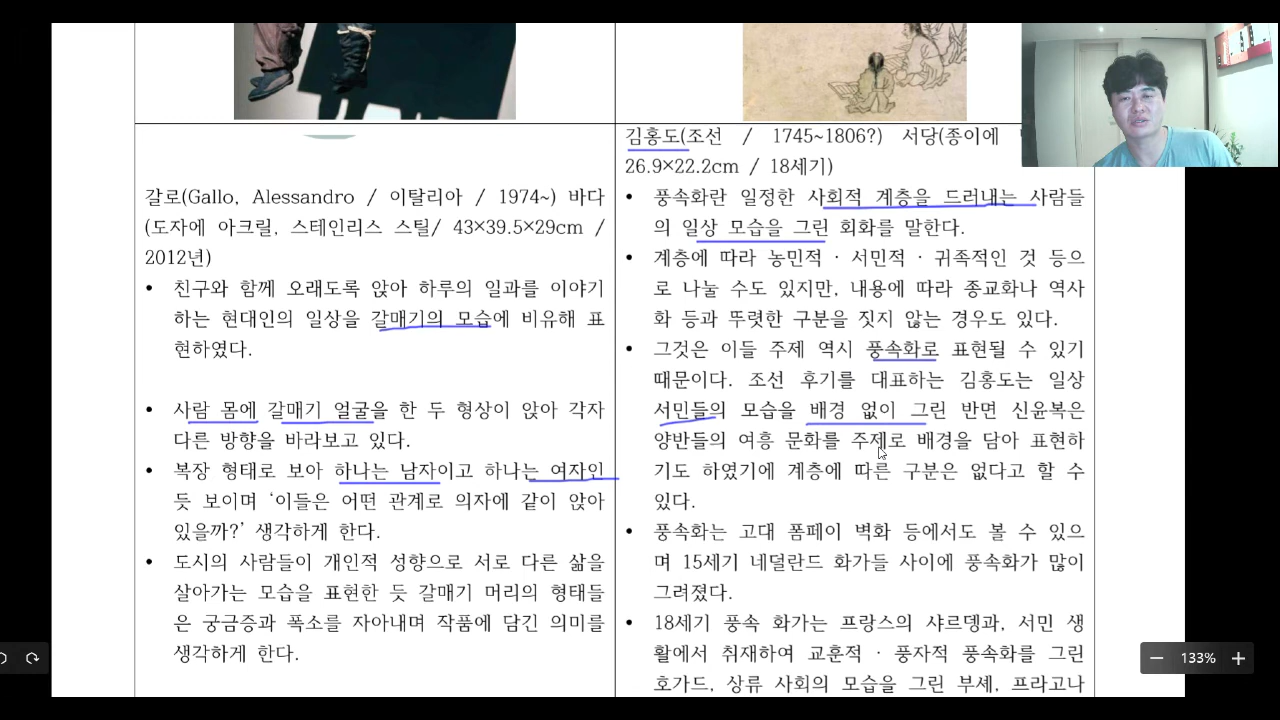 갈로(Gallo, Alessandro / 이탈리아 / 1974~) 바다
(도자에 아크릴, 스테인리스 스틸/ 43×39.5×29cm /
2012년)
• 친구와 함께 오래도록 앉아 하루의 일과를 이야기
하는 현대인의 일상을 갈매기의 모습에 비유해 표
현하였다.
• 사람 몸에 갈매기 얼굴을 한 두 형상이 앉아 각자
다른 방향을 바라보고 있다.
• 복장 형태로 보아 하나는 남자이고 하나는 여자인
듯 보이며 ‘이들은 어떤 관계로 의자에 같이 앉아
있을까?’ 생각하게 한다.
• 도시의 사람들이 개인적 성향으로 서로 다른 삶을
살아가는 모습을 표현한 듯 갈매기 머리의 형태들
은 궁금증과 폭소를 자아내며 작품에 담긴 의미를
생각하게 한다.
김홍도(조선 / 1745~1806?) 서당(종이에
26.9×22.2cm / 18세기)
• 풍속화란 일정한 사회적 계층을 드러내는 사람들
의 일상 모습을 그린 회화를 말한다.
• 계층에 따라 농민적 · 서민적 · 귀족적인 것 등으
로 나눌 수도 있지만, 내용에 따라 종교화나 역사
화 등과 뚜렷한 구분을 짓지 않는 경우도 있다.
• 그것은 이들 주제 역시 풍속화로 표현될 수 있기
때문이다. 조선 후기를 대표하는 김홍도는 일상
서민들의 모습을 배경 없이 그린 반면 신윤복은
양반들의 여흥 문화를 주제로 배경을 담아 표현하
기도 하였기에 계층에 따른 구분은 없다고 할 수
있다.
• 풍속화는 고대 폼페이 벽화 등에서도 볼 수 있으
며 15세기 네덜란드 화가들 사이에 풍속화가 많이
그려졌다.
• 18세기 풍속 화가는 프랑스의 샤르뎅과, 서민 생
활에서 취재하여 교훈적 · 풍자적 풍속화를 그린
호가드, 상류 사회의 모습을 그린 부셰, 프라고나
133%